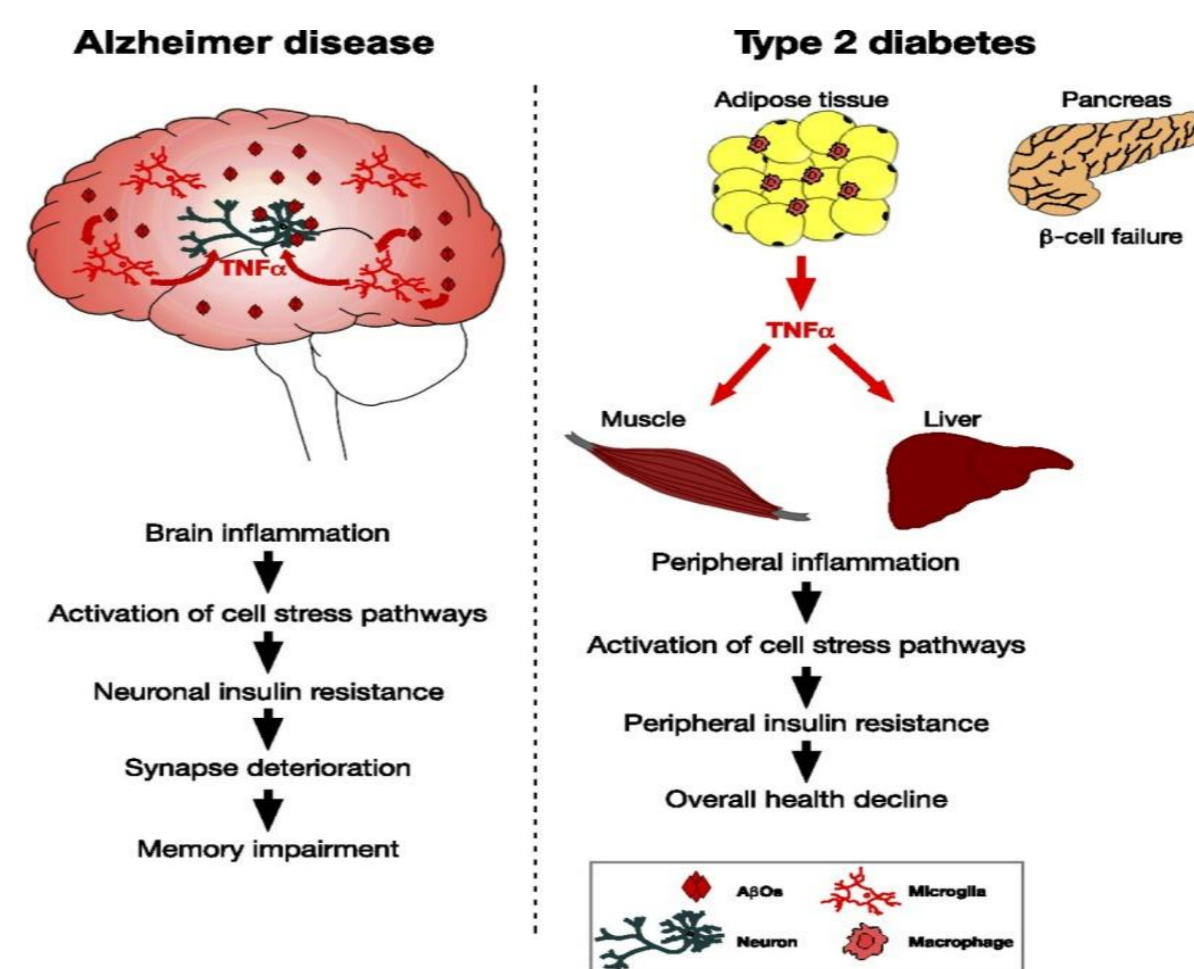 Alzheimer disease
TNFα
Brain inflammation
Activation of cell stress pathways
Neuronal insulin resistance
Synapse deterioration
Memory impairment
Type 2 diabetes
Adipose tissue
Pancreas
β-cell failure
TNFα
Muscle
Liver
Peripheral inflammation
Activation of cell stress pathways
Peripheral insulin resistance
Overall health decline
AβOs
Microglia
Neuron
Macrophage